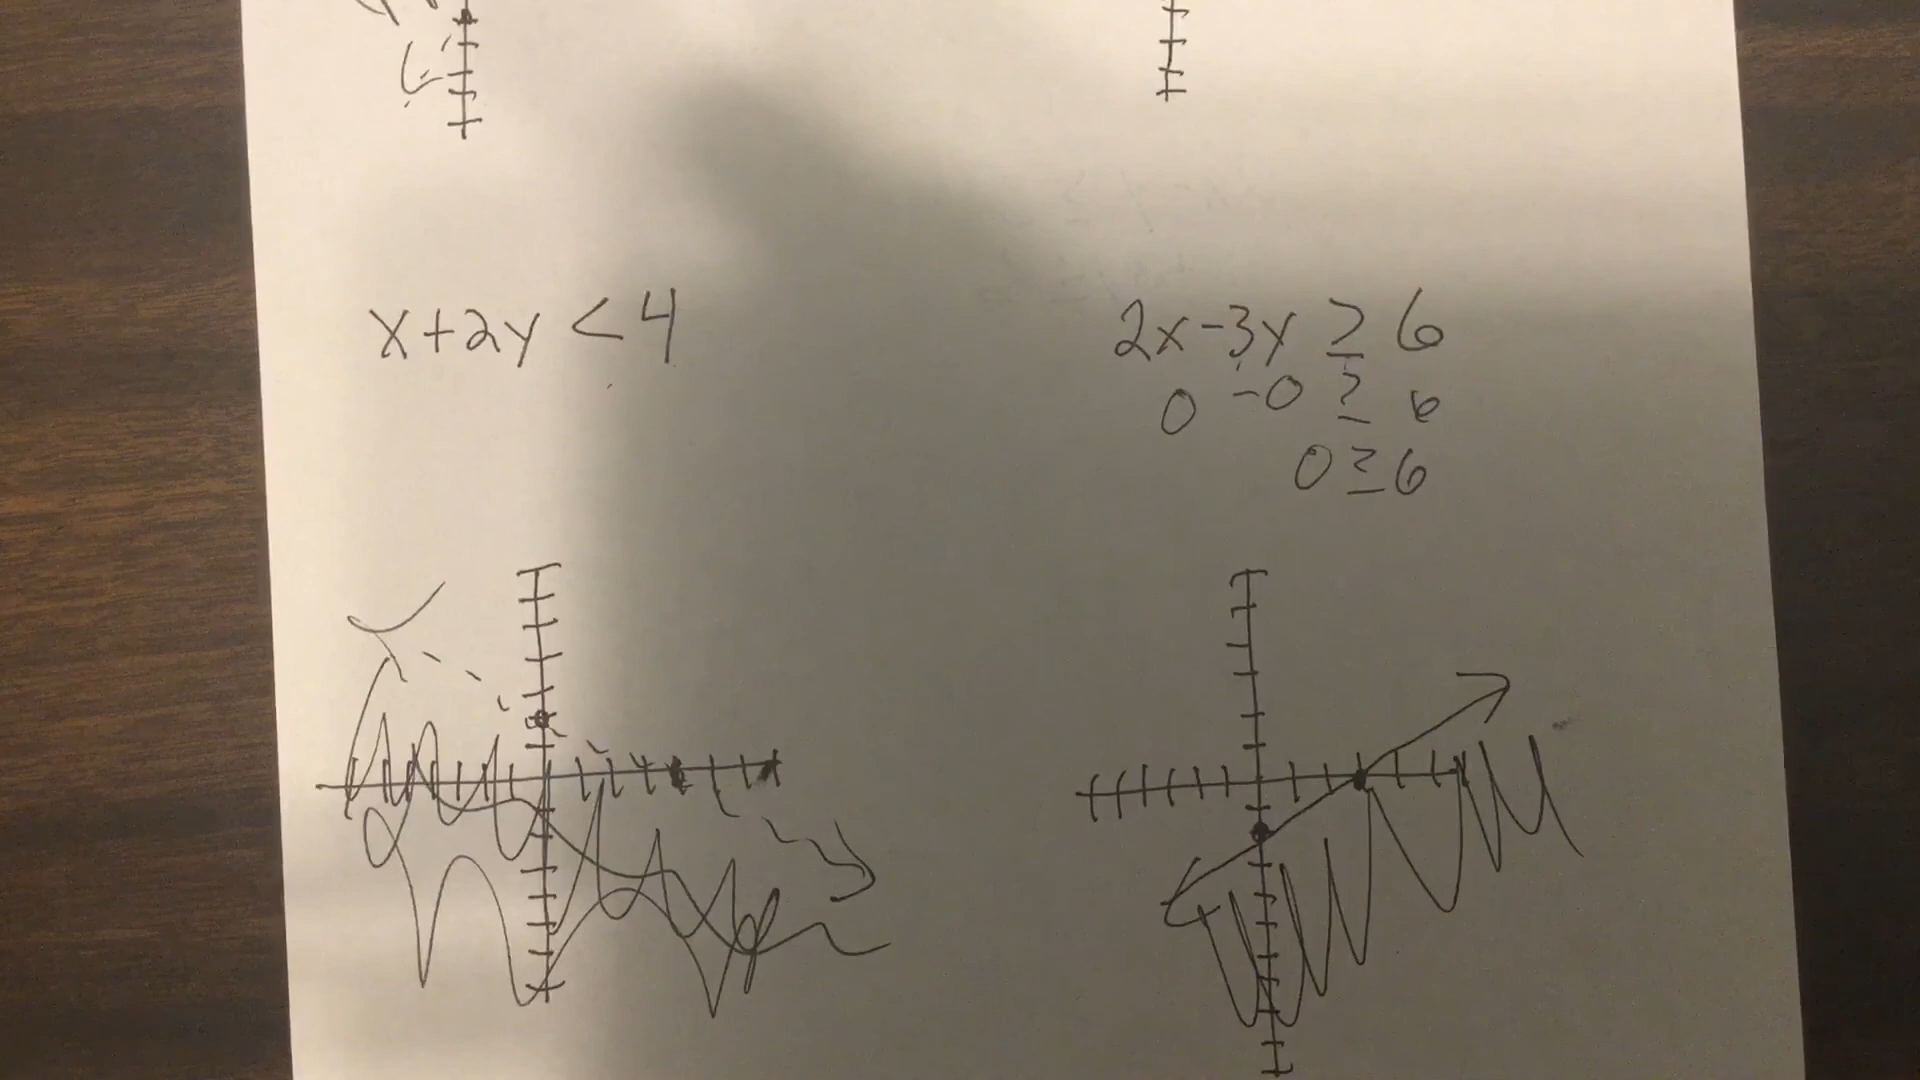 x+2y < 4
2x-3y ≥ 6
0 -0 ≥ 6
0 ≥ 6